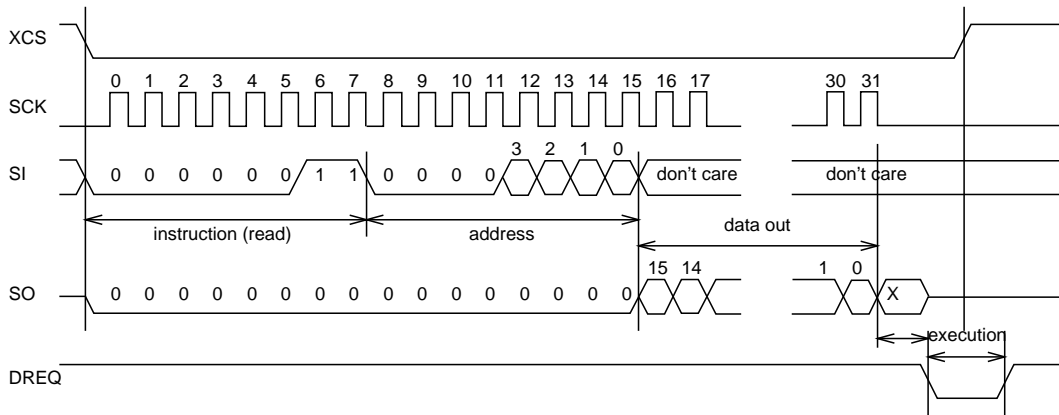 XCS
0 1 2 3 4 5 6 7 8 9 10 11 12 13 14 15 16 17 30 31
SCK
3 2 1 0
SI 0 0 0 0 0 0 1 1 0 0 0 0 don't care don't care
instruction (read) address data out
15 14 1 0
SO 0 0 0 0 0 0 0 0 0 0 0 0 0 0 0 0 X
execution
DREQ